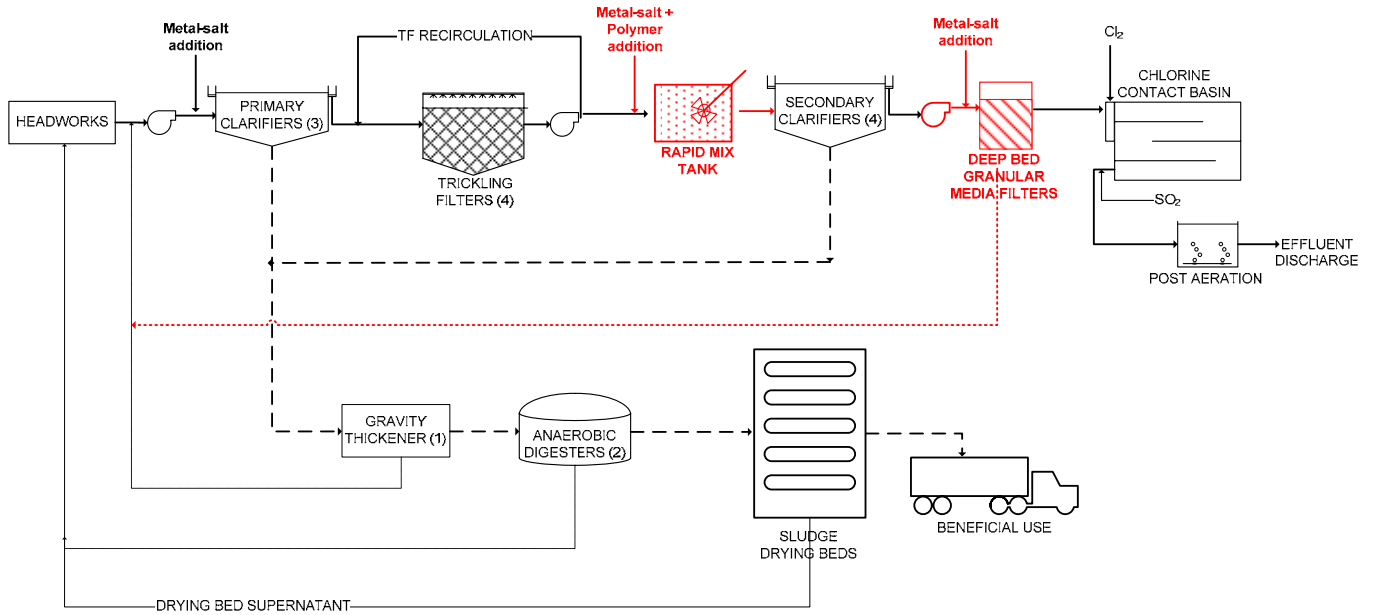 Metal-salt
addition
TF RECIRCULATION
Metal-salt +
Polymer
addition
Metal-salt
addition
Cl₂
CHLORINE
CONTACT BASIN
HEADWORKS
PRIMARY
CLARIFIERS (3)
TRICKLING
FILTERS (4)
RAPID MIX
TANK
SECONDARY
CLARIFIERS (4)
DEEP BED
GRANULAR
MEDIA FILTERS
SO₂
POST AERATION
EFFLUENT
DISCHARGE
GRAVITY
THICKENER (1)
ANAEROBIC
DIGESTERS (2)
SLUDGE
DRYING BEDS
BENEFICIAL USE
DRYING BED SUPERNATANT